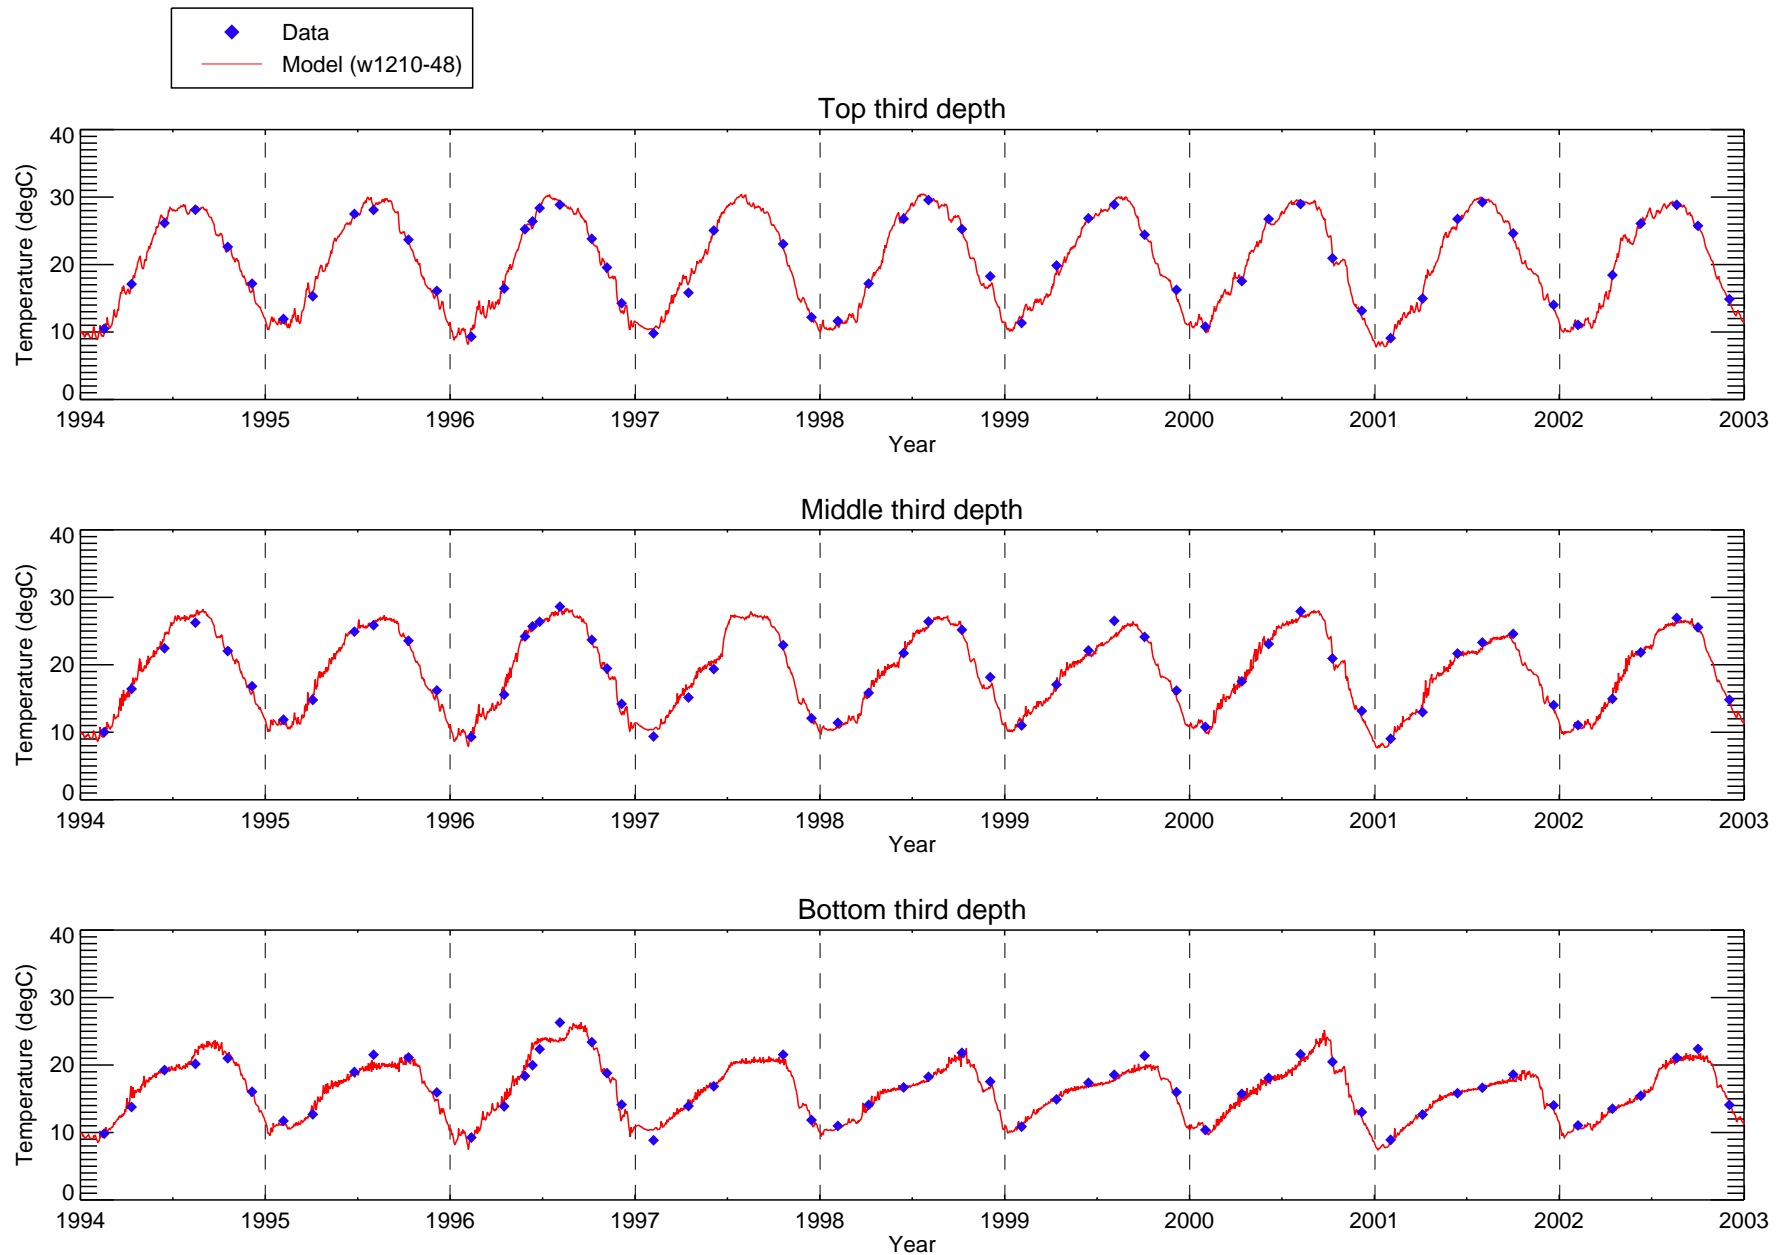 Data
Model (w1210-48)
Top third depth
Temperature (degC)
40
30
20
10
0
1994 1995 1996 1997 1998 1999 2000 2001 2002 2003
Year
Middle third depth
Temperature (degC)
40
30
20
10
0
1994 1995 1996 1997 1998 1999 2000 2001 2002 2003
Year
Bottom third depth
Temperature (degC)
40
30
20
10
0
1994 1995 1996 1997 1998 1999 2000 2001 2002 2003
Year